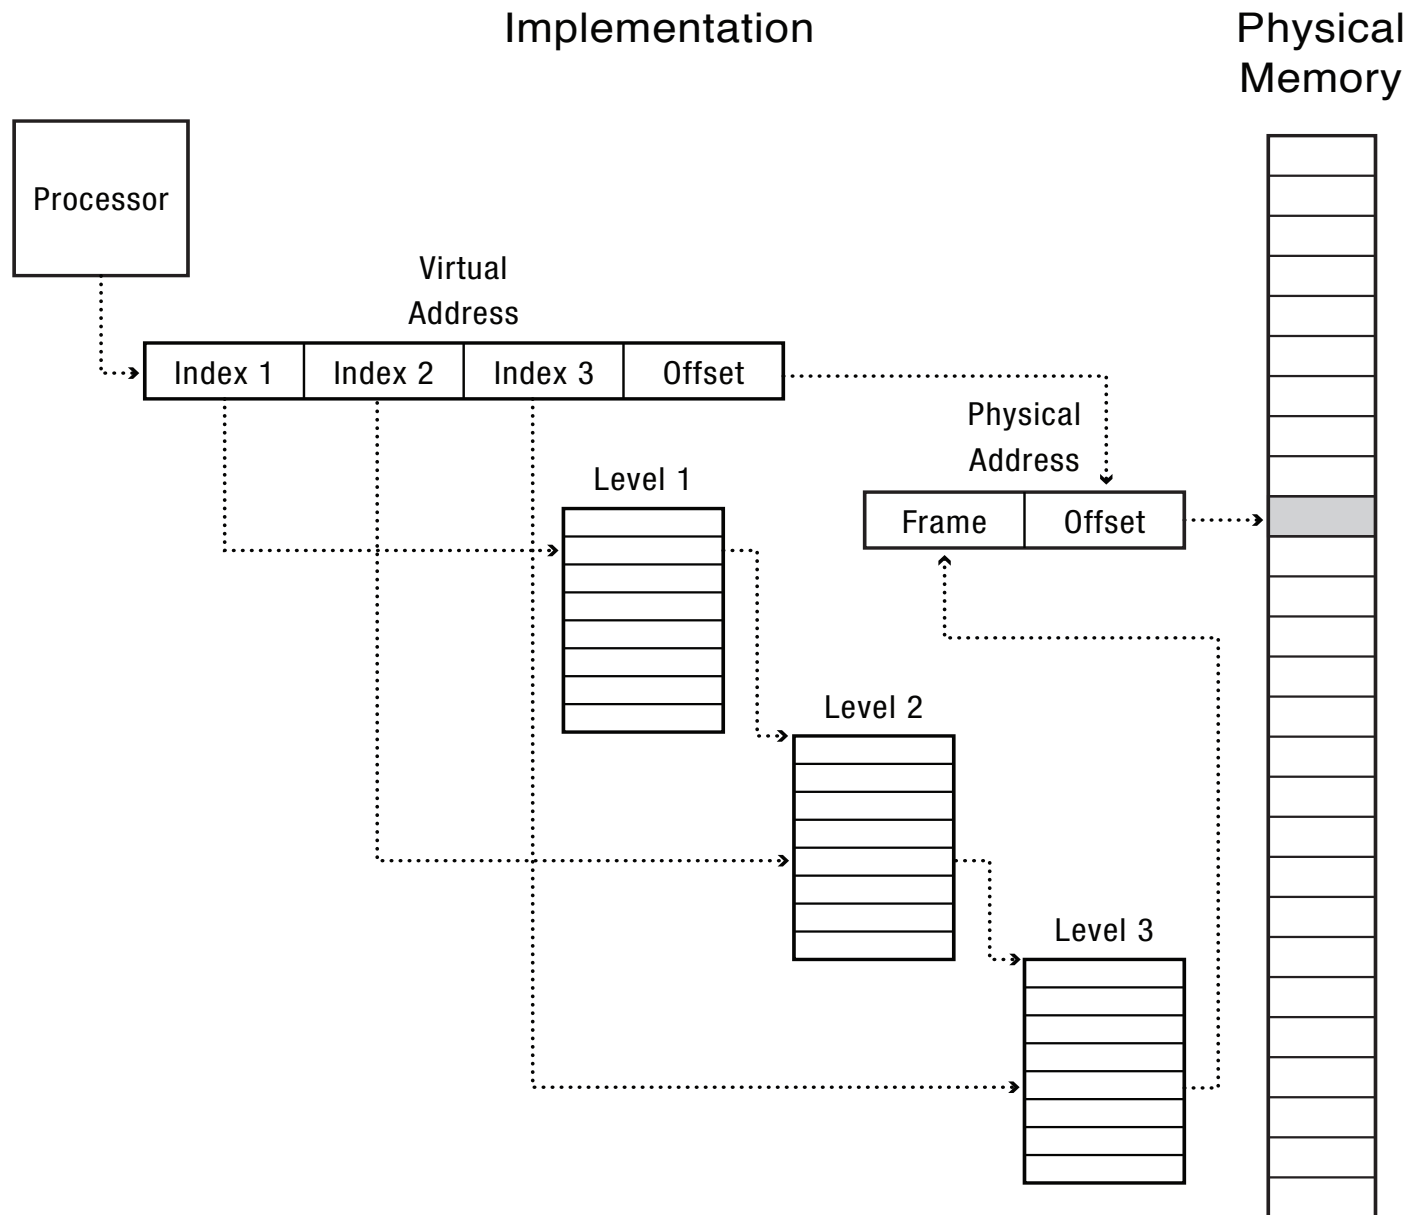 Implementation
Physical
Memory
Processor
Virtual
Address
Index 1
Index 2
Index 3
Offset
Physical
Address
Level 1
Frame
Offset
Level 2
Level 3